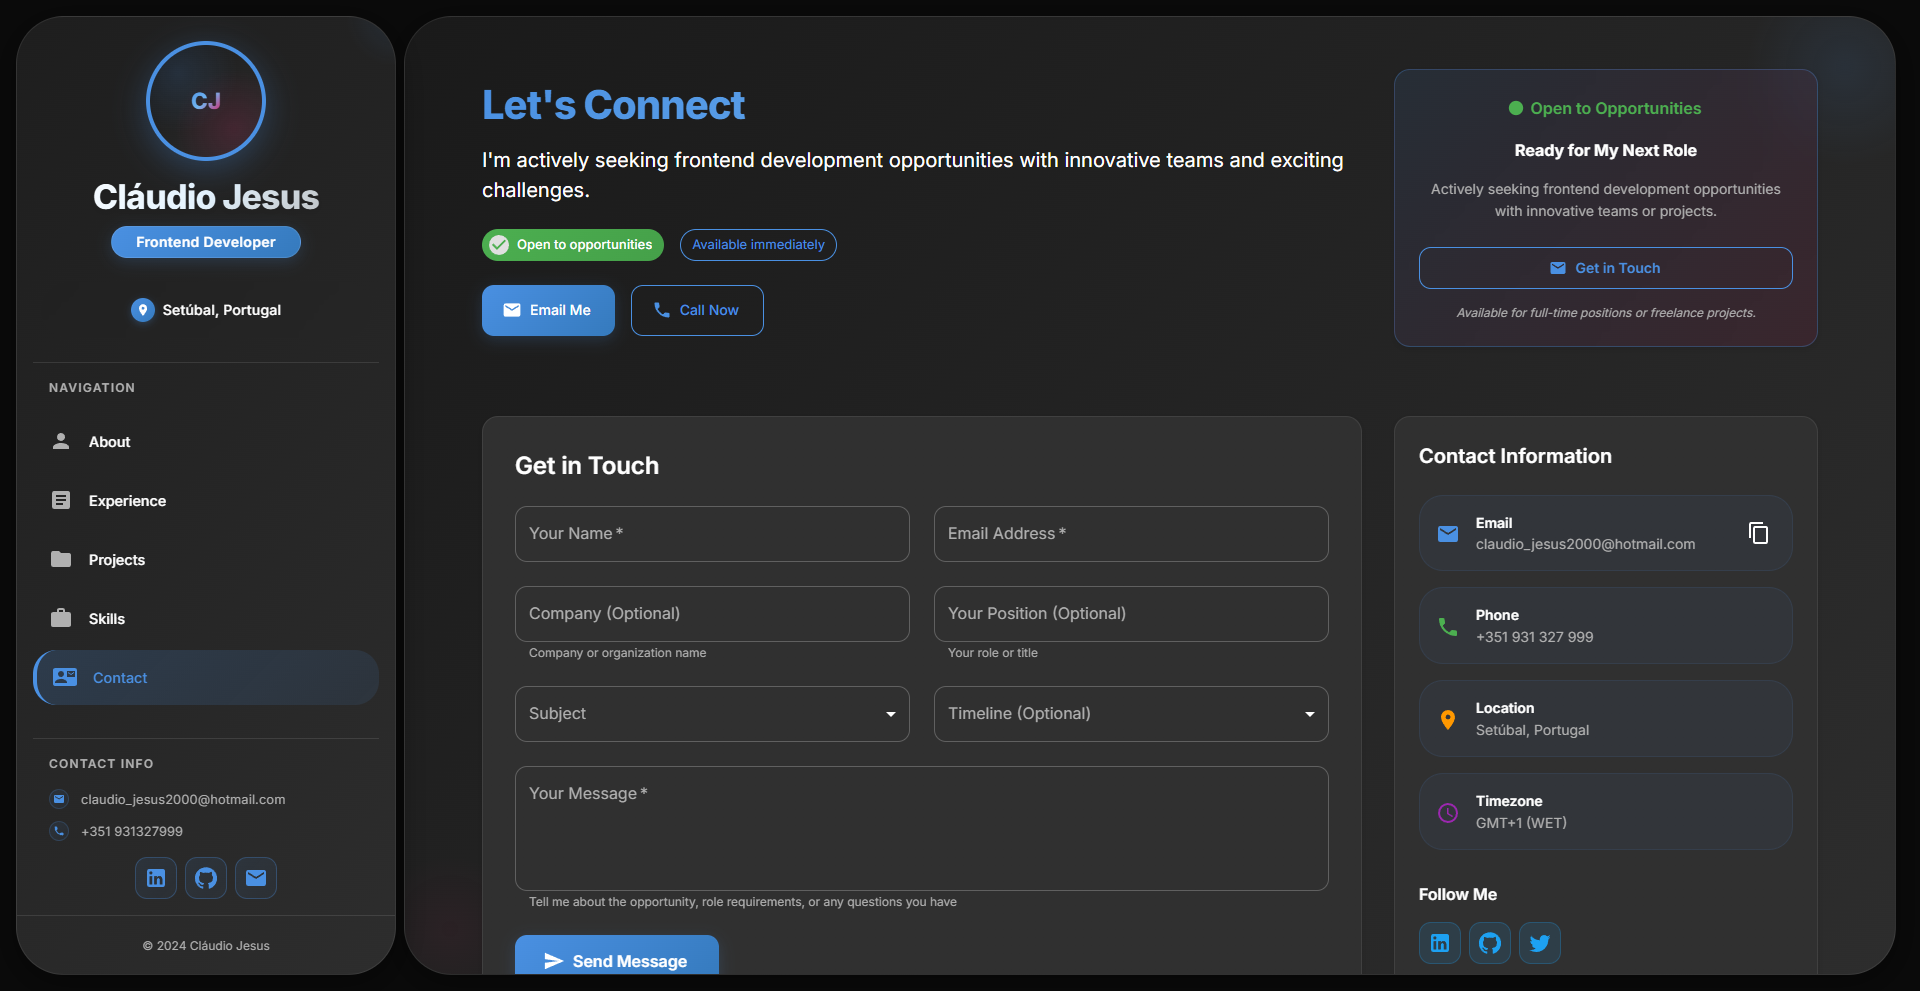 CJ
Cláudio Jesus
Frontend Developer
Setúbal, Portugal
NAVIGATION
About
Experience
Projects
Skills
Contact
CONTACT INFO
claudio_jesus2000@hotmail.com
+351 931327999
© 2024 Cláudio Jesus
Let's Connect
I'm actively seeking frontend development opportunities with innovative teams and exciting
challenges.
Open to opportunities
Available immediately
Email Me
Call Now
Open to Opportunities
Ready for My Next Role
Actively seeking frontend development opportunities
with innovative teams or projects.
Get in Touch
Available for full-time positions or freelance projects.
Get in Touch
Your Name *
Email Address *
Company (Optional)
Your Position (Optional)
Company or organization name
Your role or title
Subject
Timeline (Optional)
Your Message *
Tell me about the opportunity, role requirements, or any questions you have
Send Message
Contact Information
Email
claudio_jesus2000@hotmail.com
Phone
+351 931 327 999
Location
Setúbal, Portugal
Timezone
GMT+1 (WET)
Follow Me